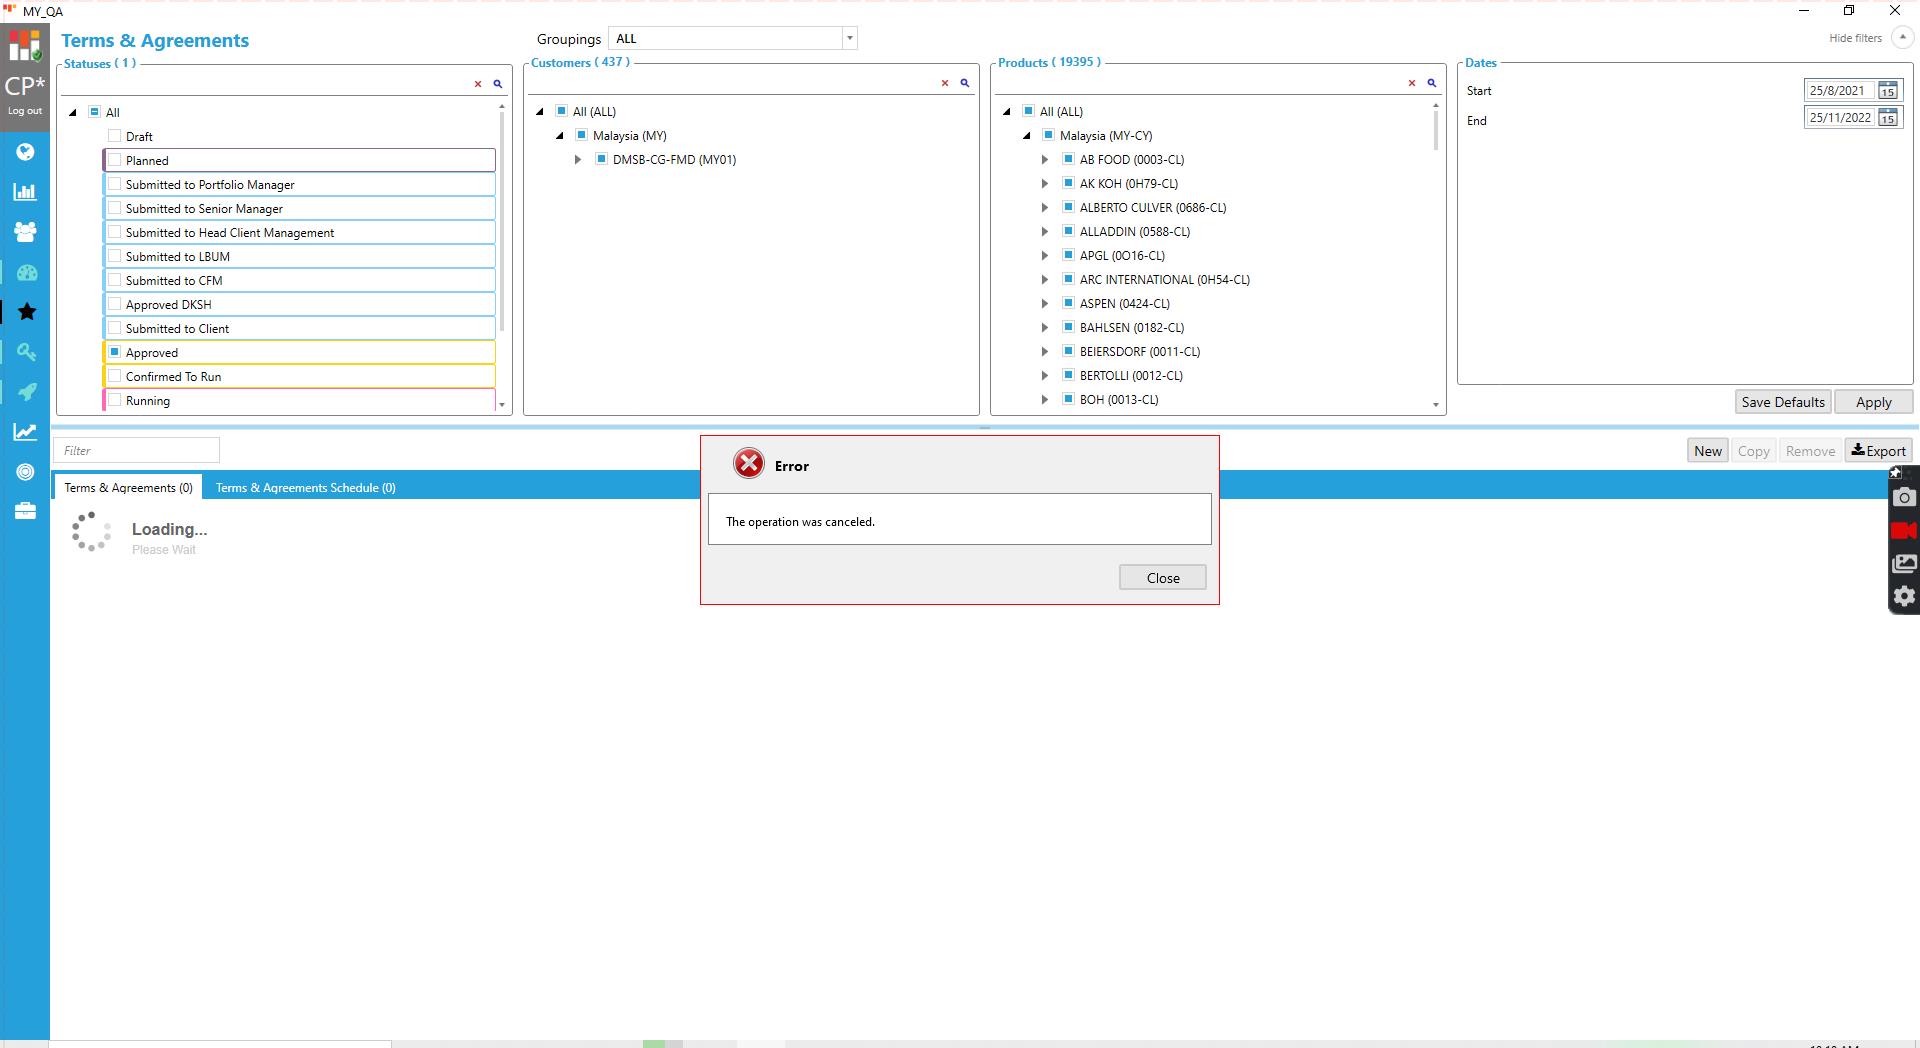 MY_QA
CP*
Log out
Terms & Agreements
Groupings ALL
Hide filters
Statuses ( 1 )
All
Draft
Planned
Submitted to Portfolio Manager
Submitted to Senior Manager
Submitted to Head Client Management
Submitted to LBUM
Submitted to CFM
Approved DKSH
Submitted to Client
Approved
Confirmed To Run
Running
Customers ( 437 )
All (ALL)
Malaysia (MY)
DMSB-CG-FMD (MY01)
Products ( 19395 )
All (ALL)
Malaysia (MY-CY)
AB FOOD (0003-CL)
AK KOH (0H79-CL)
ALBERTO CULVER (0686-CL)
ALLADDIN (0588-CL)
APGL (0O16-CL)
ARC INTERNATIONAL (0H54-CL)
ASPEN (0424-CL)
BAHLSEN (0182-CL)
BEIERSDORF (0011-CL)
BERTOLLI (0012-CL)
BOH (0013-CL)
Dates
Start 25/8/2021 15
End 25/11/2022 15
Save Defaults Apply
Filter
New Copy Remove Export
Terms & Agreements (0) Terms & Agreements Schedule (0)
Loading...
Please Wait
Error
The operation was canceled.
Close